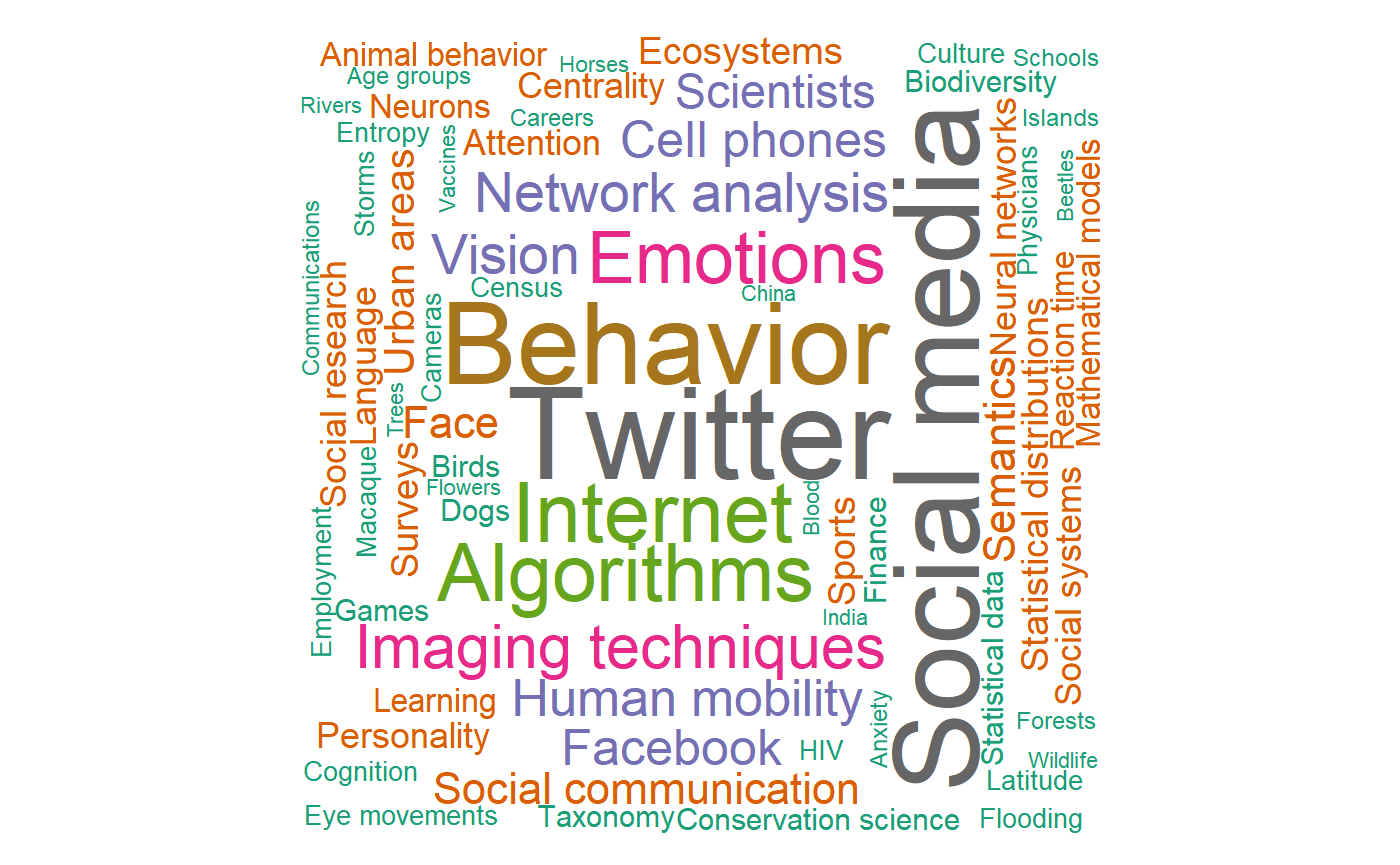 Animal behavior
Ecosystems
Culture
Schools
Horses
Age groups
Centrality
Scientists
Biodiversity
Rivers
Neurons
Careers
Islands
Entropy
Vaccines
Attention
Cell phones
Social media
Neural networks
Physicians
Beetles
Mathematical models
Storms
Urban areas
Network analysis
Communications
Vision
Emotions
Social research
Language
Census
China
Cameras
Behavior
Reaction time
Semantics
Statistical distributions
Trees
Face
Twitter
Macaque
Surveys
Birds
Flowers
Dogs
Internet
Blood
Sports
Finance
Social systems
Employment
Algorithms
Games
India
Statistical data
Imaging techniques
Learning
Human mobility
Anxiety
Forests
Personality
Facebook
HIV
Wildlife
Cognition
Social communication
Latitude
Eye movements
Taxonomy
Conservation science
Flooding